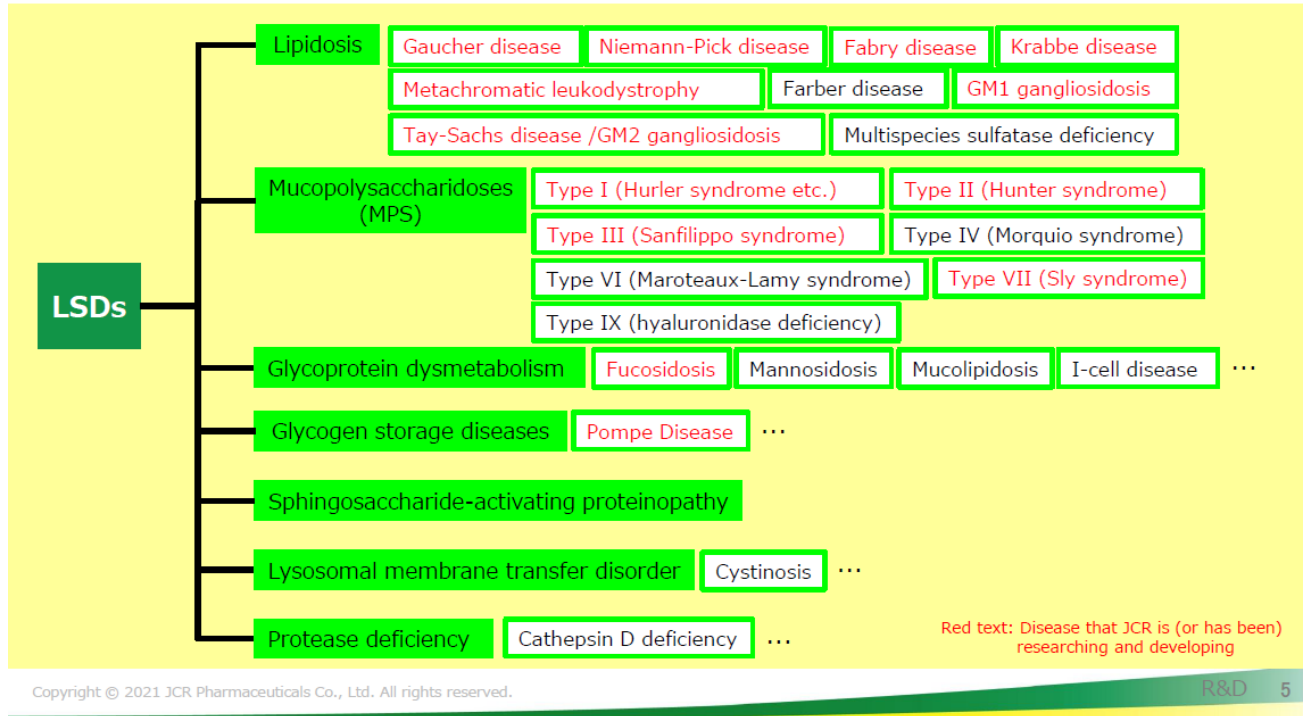 Lipidosis Gaucher disease Niemann-Pick disease Fabry disease Krabbe disease
Metachromatic leukodystrophy Farber disease GM1 gangliosidosis
Tay-Sachs disease /GM2 gangliosidosis Multispecies sulfatase deficiency
Mucopolysaccharidoses
(MPS)
Type I (Hurler syndrome etc.) Type II (Hunter syndrome)
Type III (Sanfilippo syndrome) Type IV (Morquio syndrome)
Type VI (Maroteaux-Lamy syndrome) Type VII (Sly syndrome)
Type IX (hyaluronidase deficiency)
LSDs
Glycoprotein dysmetabolism Fucosidosis Mannosidosis Mucolipidosis I-cell disease ...
Glycogen storage diseases Pompe Disease ...
Sphingosaccharide-activating proteinopathy
Lysosomal membrane transfer disorder Cystinosis ...
Protease deficiency Cathepsin D deficiency ...
Red text: Disease that JCR is (or has been)
researching and developing
Copyright © 2021 JCR Pharmaceuticals Co., Ltd. All rights reserved.
R&D 5